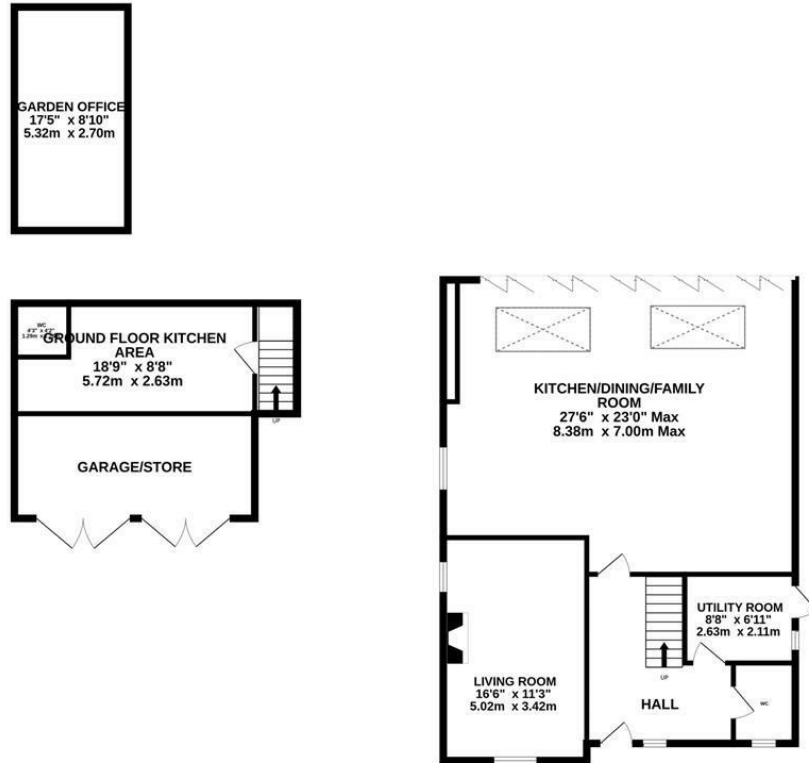 GARDEN OFFICE
17'5" x 8'10"
5.32m x 2.70m
WC
GROUND FLOOR KITCHEN
AREA
18'9" x 8'8"
5.72m x 2.63m
UP
GARAGE/STORE
KITCHEN/DINING/FAMILY
ROOM
27'6" x 23'0" Max
8.38m x 7.00m Max
UTILITY ROOM
8'8" x 6'11"
2.63m x 2.11m
LIVING ROOM
16'6" x 11'3"
5.02m x 3.42m
UP
HALL
WC